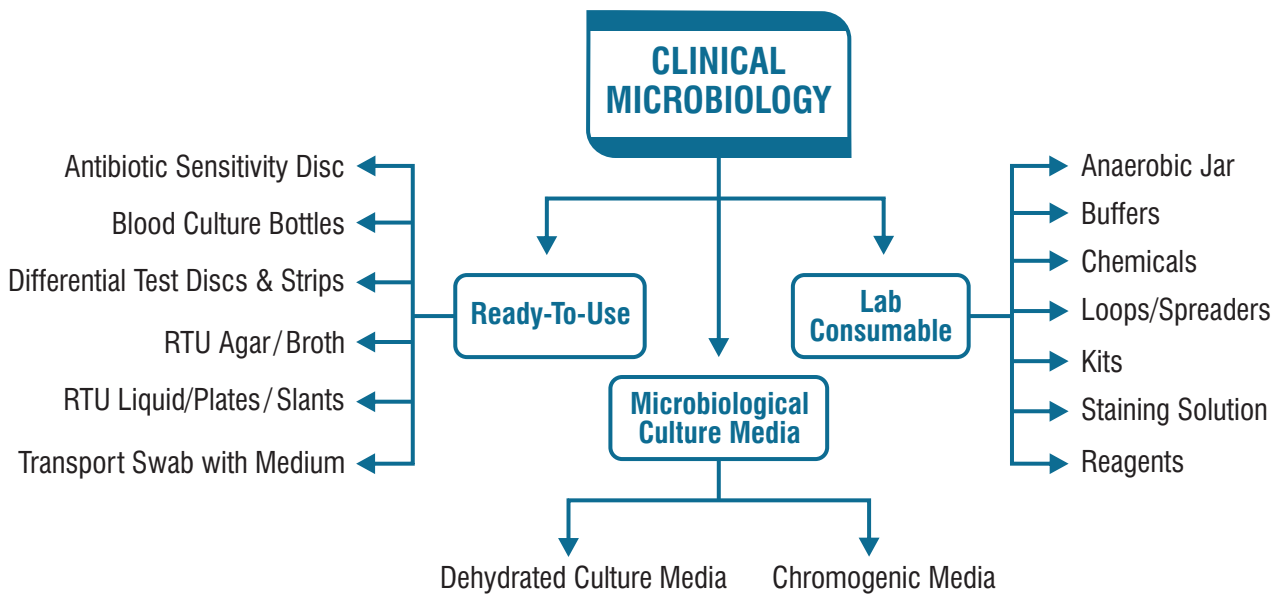 CLINICAL
MICROBIOLOGY
Antibiotic Sensitivity Disc
Blood Culture Bottles
Differential Test Discs & Strips
RTU Agar/Broth
RTU Liquid/Plates/Slants
Transport Swab with Medium
Ready-To-Use
Microbiological
Culture Media
Dehydrated Culture Media
Chromogenic Media
Lab
Consumable
Anaerobic Jar
Buffers
Chemicals
Loops/Spreaders
Kits
Staining Solution
Reagents